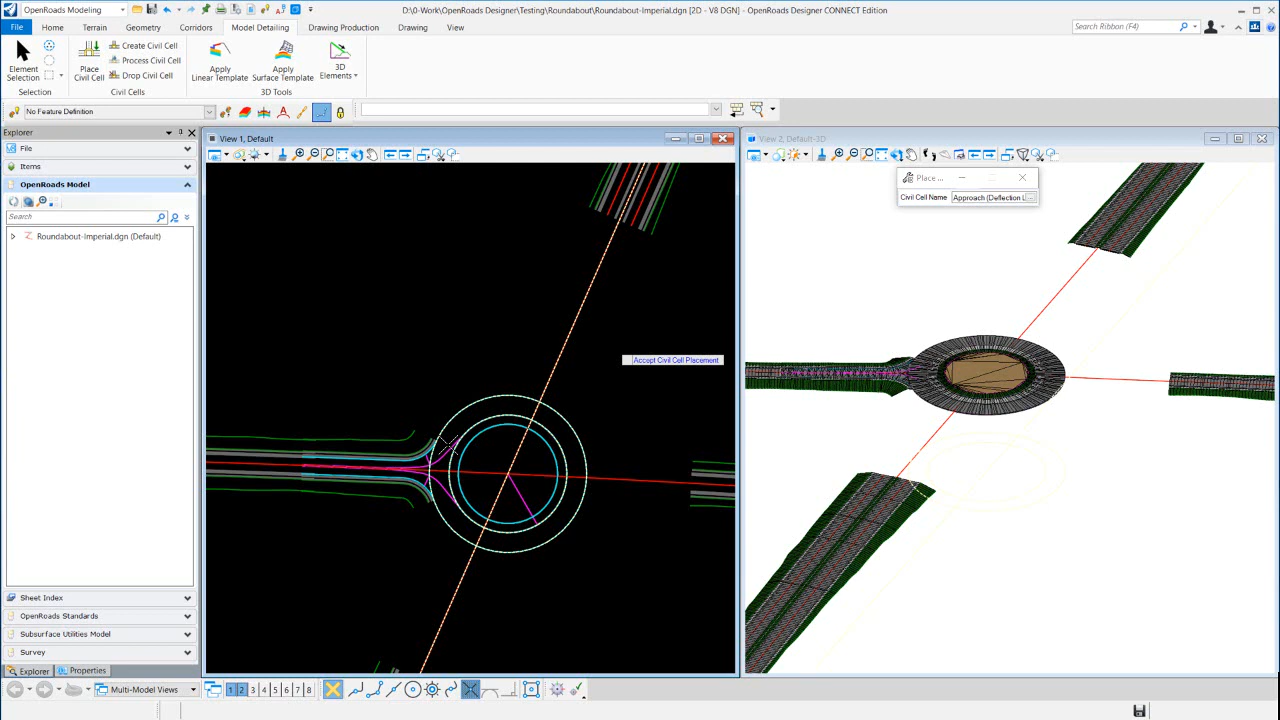 OpenRoads Modeling
D:\0-Work\OpenRoads Designer\Testing\Roundabout\Roundabout-Imperial.dgn [2D - V8 DGN] - OpenRoads Designer CONNECT Edition
File Home Terrain Geometry Corridors Model Detailing Drawing Production Drawing View
Search Ribbon (F4)
Element Selection
Place Civil Cell
Create Civil Cell
Process Civil Cell
Drop Civil Cell
Apply Linear Template
Apply Surface Template
3D Elements
Selection Civil Cells 3D Tools
No Feature Definition
Explorer
File
Items
OpenRoads Model
Search
Roundabout-Imperial.dgn (Default)
Sheet Index
OpenRoads Standards
Subsurface Utilities Model
Survey
Explorer Properties
View 1, Default
Accept Civil Cell Placement
View 2, Default-3D
Place ...
Civil Cell Name Approach (Deflection L
Multi-Model Views
1 2 3 4 5 6 7 8